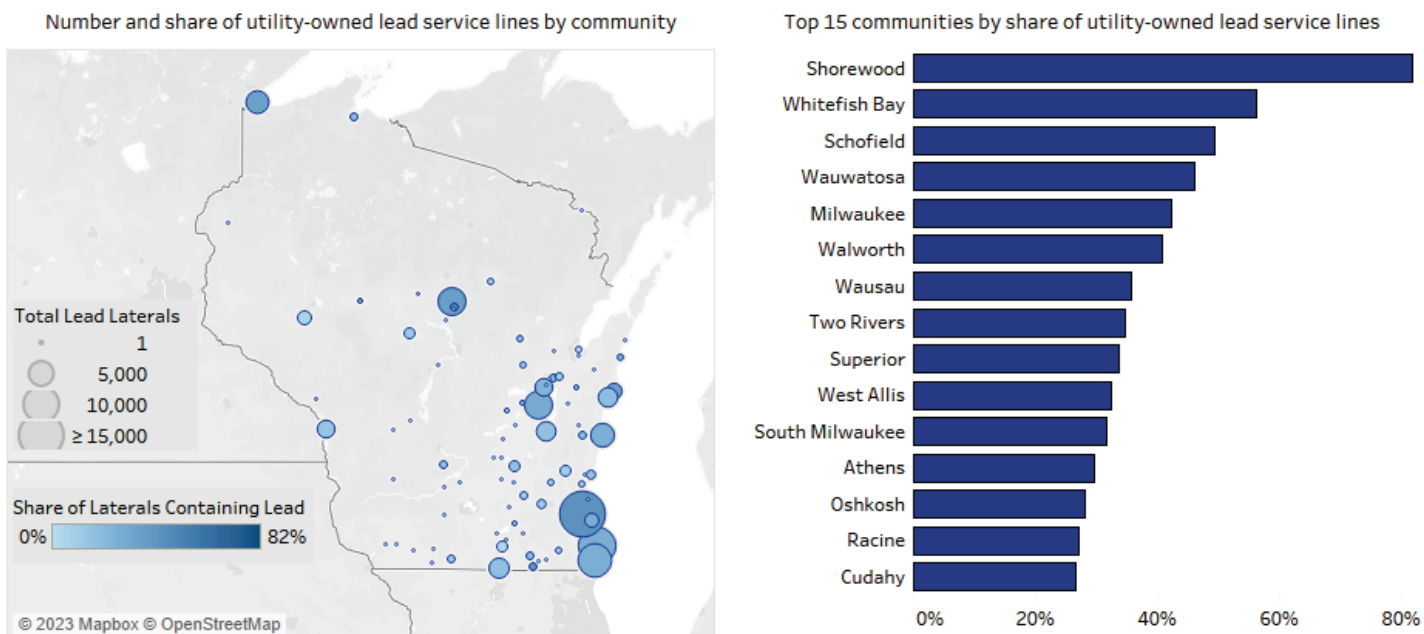 Number and share of utility-owned lead service lines by community
Total Lead Laterals
1
5,000
10,000
≥ 15,000
Share of Laterals Containing Lead
0% 82%
© 2023 Mapbox © OpenStreetMap
Top 15 communities by share of utility-owned lead service lines
Shorewood
Whitefish Bay
Schofield
Wauwatosa
Milwaukee
Walworth
Wausau
Two Rivers
Superior
West Allis
South Milwaukee
Athens
Oshkosh
Racine
Cudahy
0% 20% 40% 60% 80%